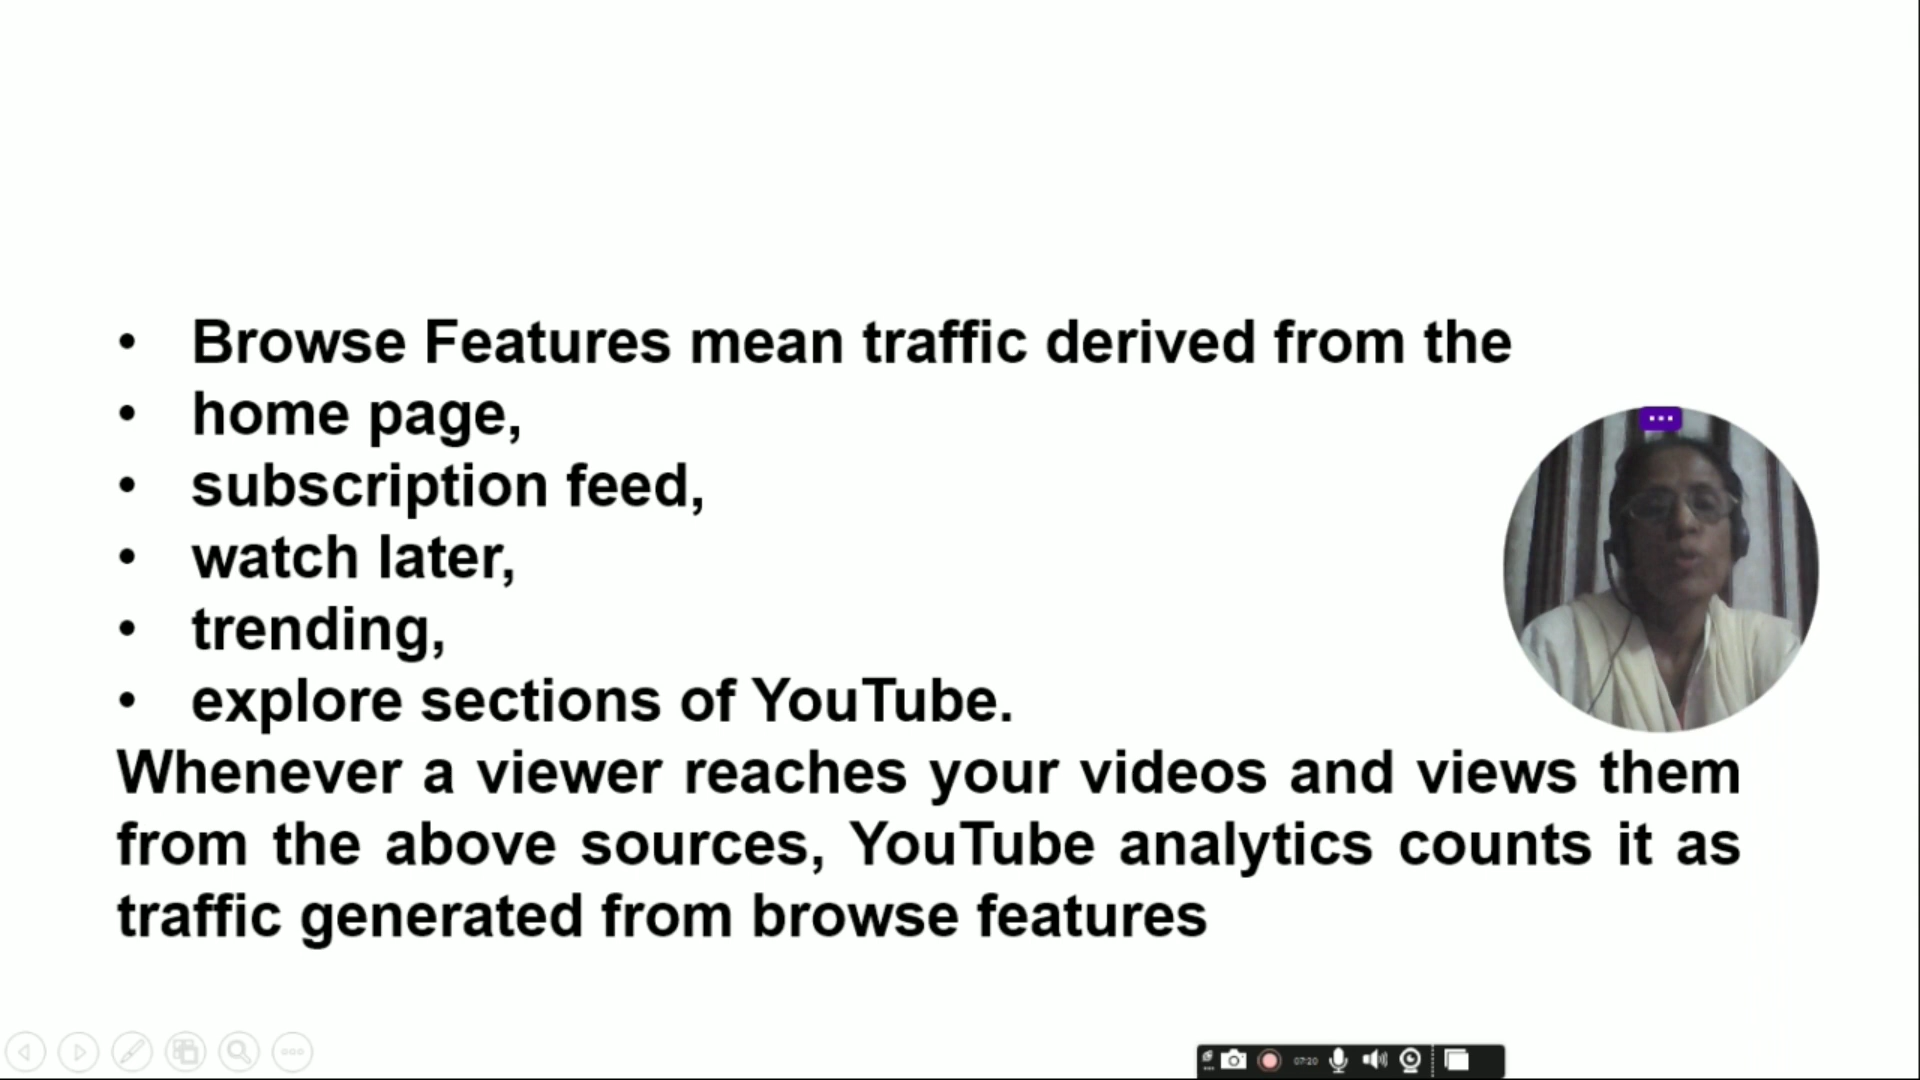 • Browse Features mean traffic derived from the
• home page,
• subscription feed,
• watch later,
• trending,
• explore sections of YouTube.
Whenever a viewer reaches your videos and views them
from the above sources, YouTube analytics counts it as
traffic generated from browse features
07:20